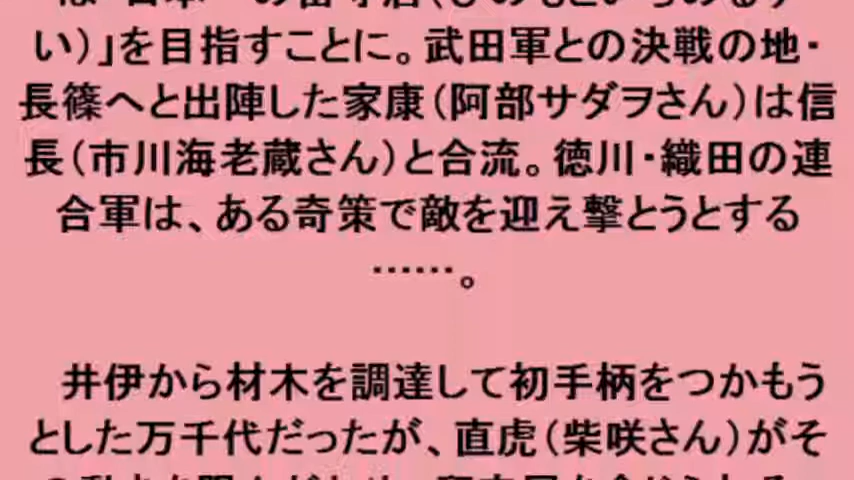 い)」を目指すことに。武田軍との決戦の地・
長篠へと出陣した家康(阿部サダヲさん)は信
長(市川海老蔵さん)と合流。徳川・織田の連
合軍は、ある奇策で敵を迎え撃とうとする
……。
井伊から材木を調達して初手柄をつかもう
とした万千代だったが、直虎(柴咲さん)がそ